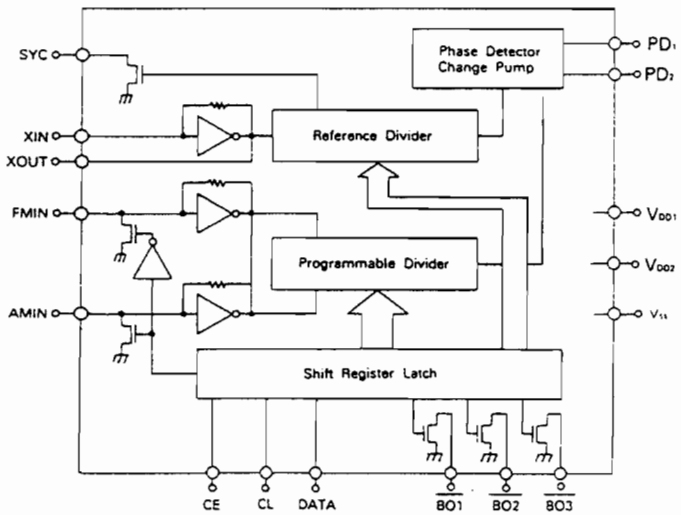 SYC
Phase Detector
Change Pump
PD1
PD2
XIN
Reference Divider
XOUT
FMIN
VDD1
Programmable Divider
VDD2
AMIN
VSS
Shift Register Latch
CE
CL
DATA
BO1
BO2
BO3